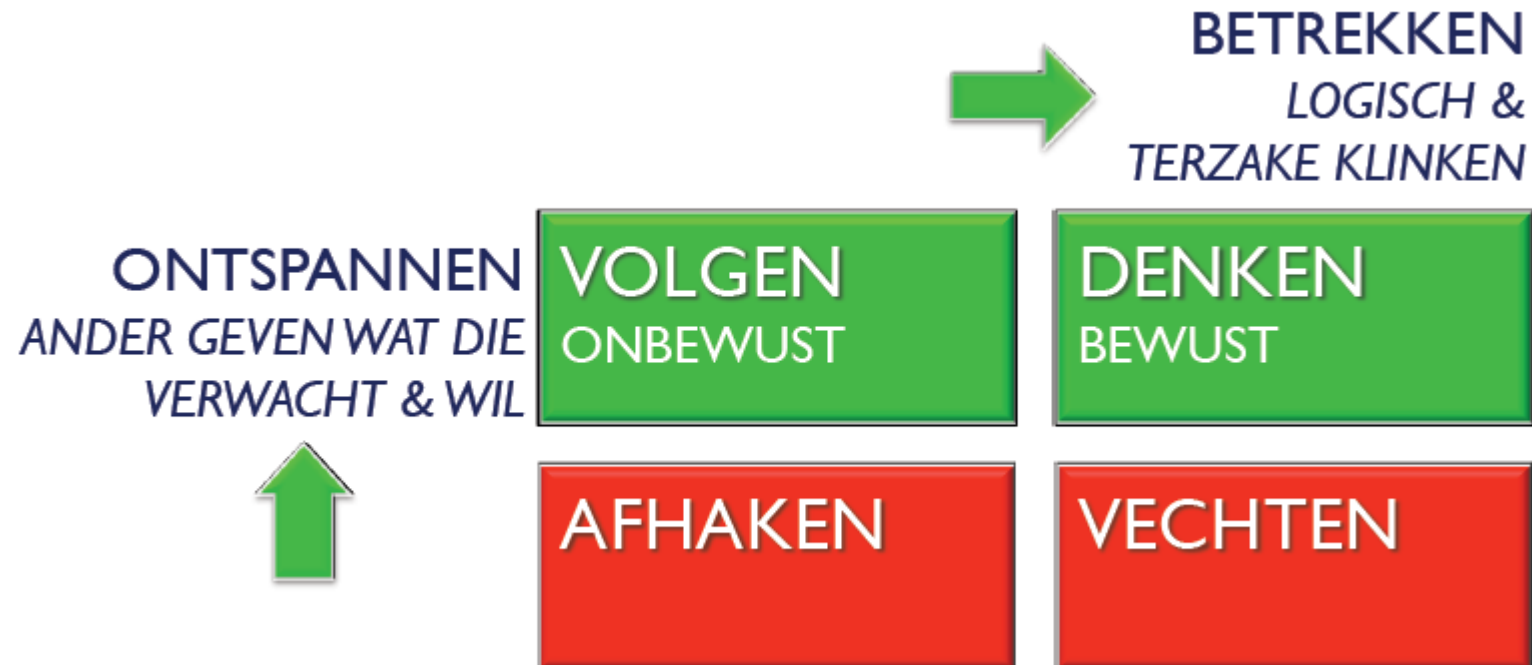 BETREKKEN
LOGISCH &
TERZAKE KLINKEN
ONTSPANNEN
ANDER GEVEN WAT DIE
VERWACHT & WIL
VOLGEN
ONBEWUST
DENKEN
BEWUST
AFHAKEN
VECHTEN